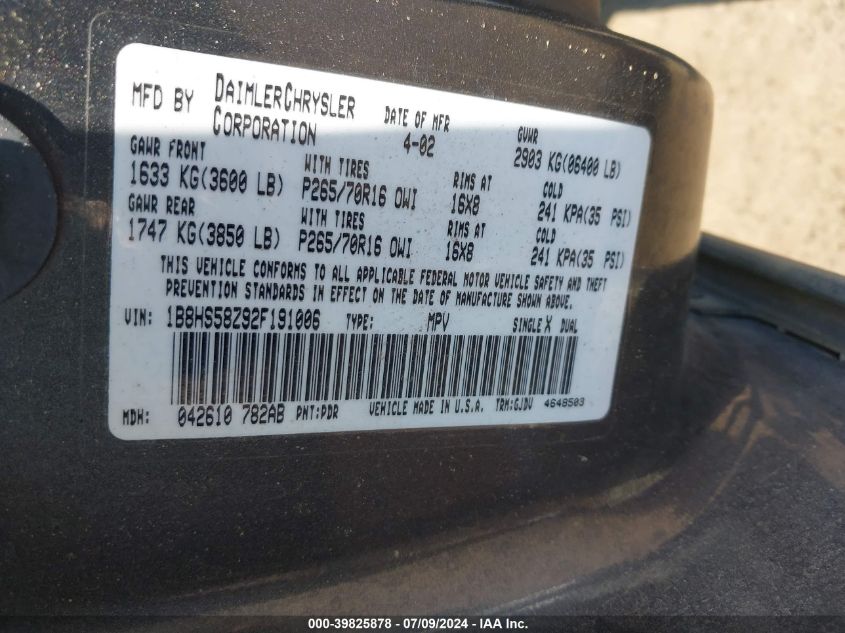 MFD BY DAIMLERCHRYSLER CORPORATION DATE OF MFR 4-02 GVWR 2903 KG(06400 LB)
GAWR FRONT WITH TIRES RIMS AT COLD
1633 KG(3600 LB) P265/70R16 OWI 16X8 241 KPA(35 PSI)
GAWR REAR WITH TIRES RIMS AT COLD
1747 KG(3850 LB) P265/70R16 OWI 16X8 241 KPA(35 PSI)
THIS VEHICLE CONFORMS TO ALL APPLICABLE FEDERAL MOTOR VEHICLE SAFETY AND THEFT
PREVENTION STANDARDS IN EFFECT ON THE DATE OF MANUFACTURE SHOWN ABOVE.
VIN: 1B8HS58Z92F191006 TYPE: MPV SINGLE X DUAL
MDH: 042610 782AB PNT:PDR VEHICLE MADE IN U.S.A. TRM:GJDV 4648503
000-39825878 - 07/09/2024 - IAAI.com - Copyright IAA, Inc.